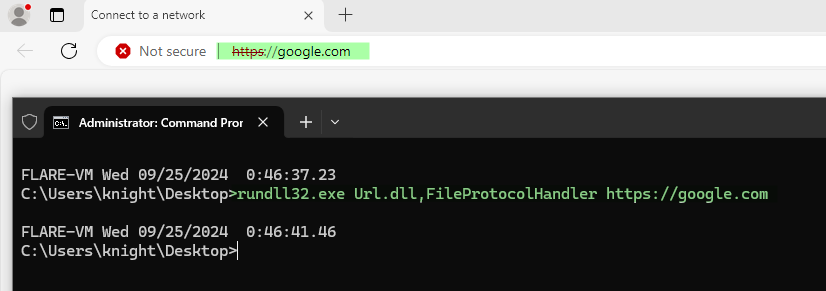 Connect to a network
Not secure https://google.com
Administrator: Command Pror
FLARE-VM Wed 09/25/2024  0:46:37.23
C:\Users\knight\Desktop>rundll32.exe Url.dll,FileProtocolHandler https://google.com
FLARE-VM Wed 09/25/2024  0:46:41.46
C:\Users\knight\Desktop>